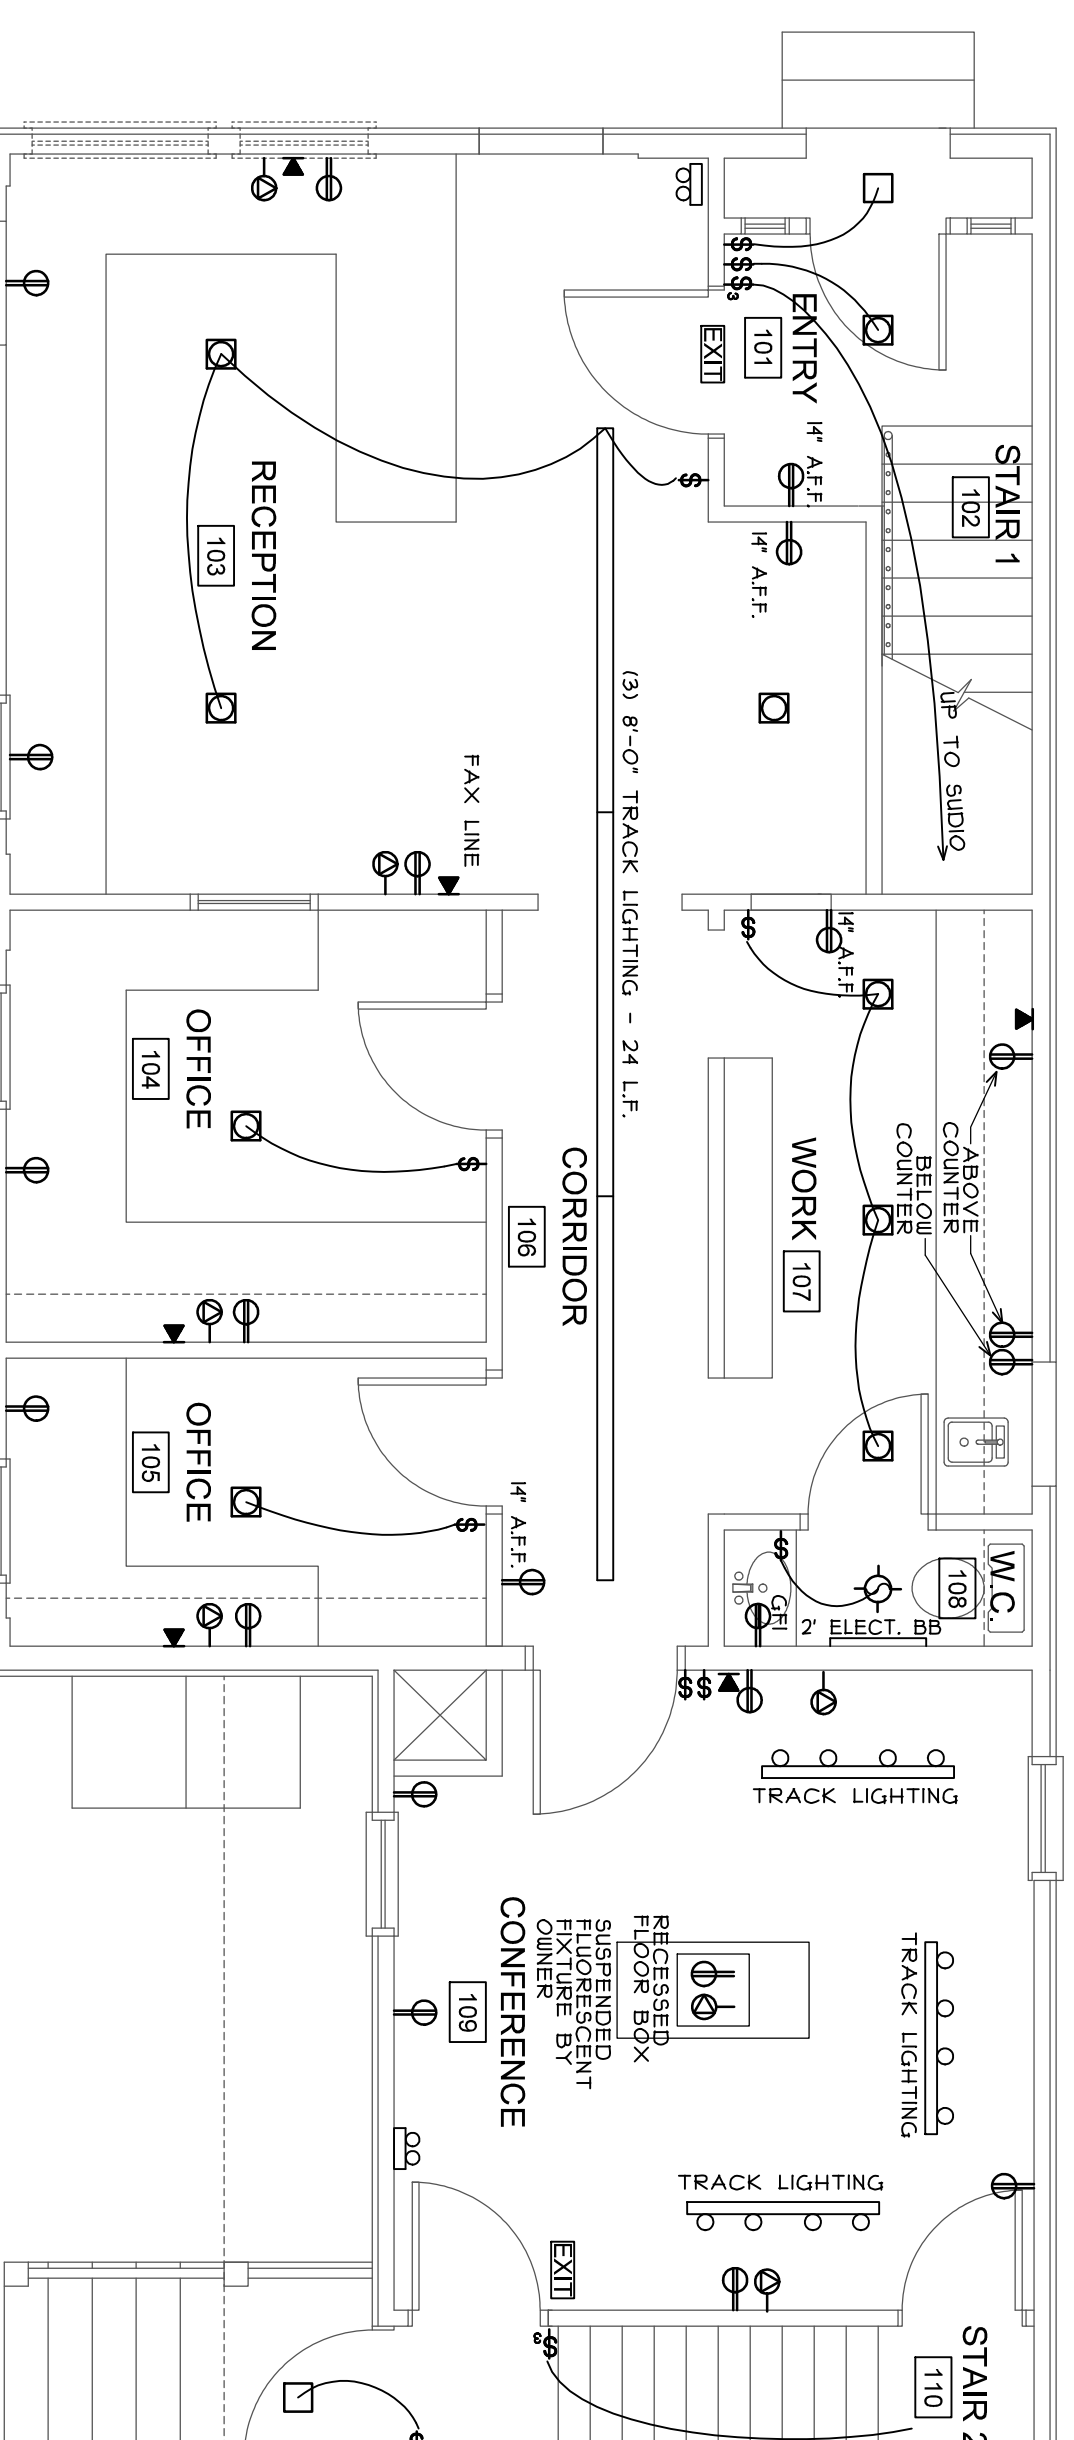 STAIR 1
102
UP TO SUDIO
ENTRY
101
EXIT
14" A.F.F.
14" A.F.F.
$
$
$3
$
RECEPTION
103
FAX LINE
(3) 8'-0" TRACK LIGHTING - 24 L.F.
14" A.F.F.
$
ABOVE
COUNTER
BELOW
COUNTER
WORK
107
CORRIDOR
106
OFFICE
104
$
OFFICE
105
$
14" A.F.F.
W.C.
108
$
GFI
2' ELECT. BB
$ $
TRACK LIGHTING
TRACK LIGHTING
RECESSED
FLOOR BOX
SUSPENDED
FLUORESCENT
FIXTURE BY
OWNER
CONFERENCE
109
TRACK LIGHTING
EXIT
$3
STAIR 2
110
$